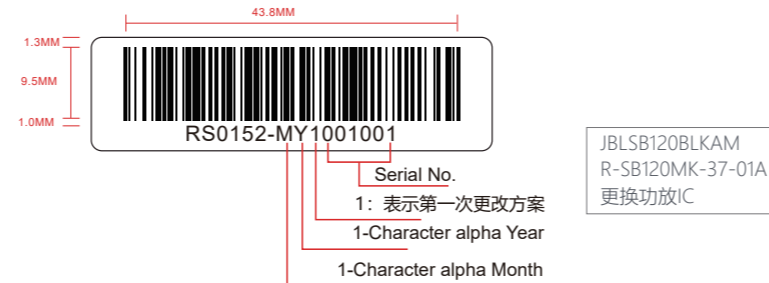 43.8MM
1.3MM
9.5MM
1.0MM
RS0152-MY1001001
Serial No.
1：表示第一次更改方案
1-Character alpha Year
1-Character alpha Month
JBLSB120BLKAM
R-SB120MK-37-01A
更换功放IC